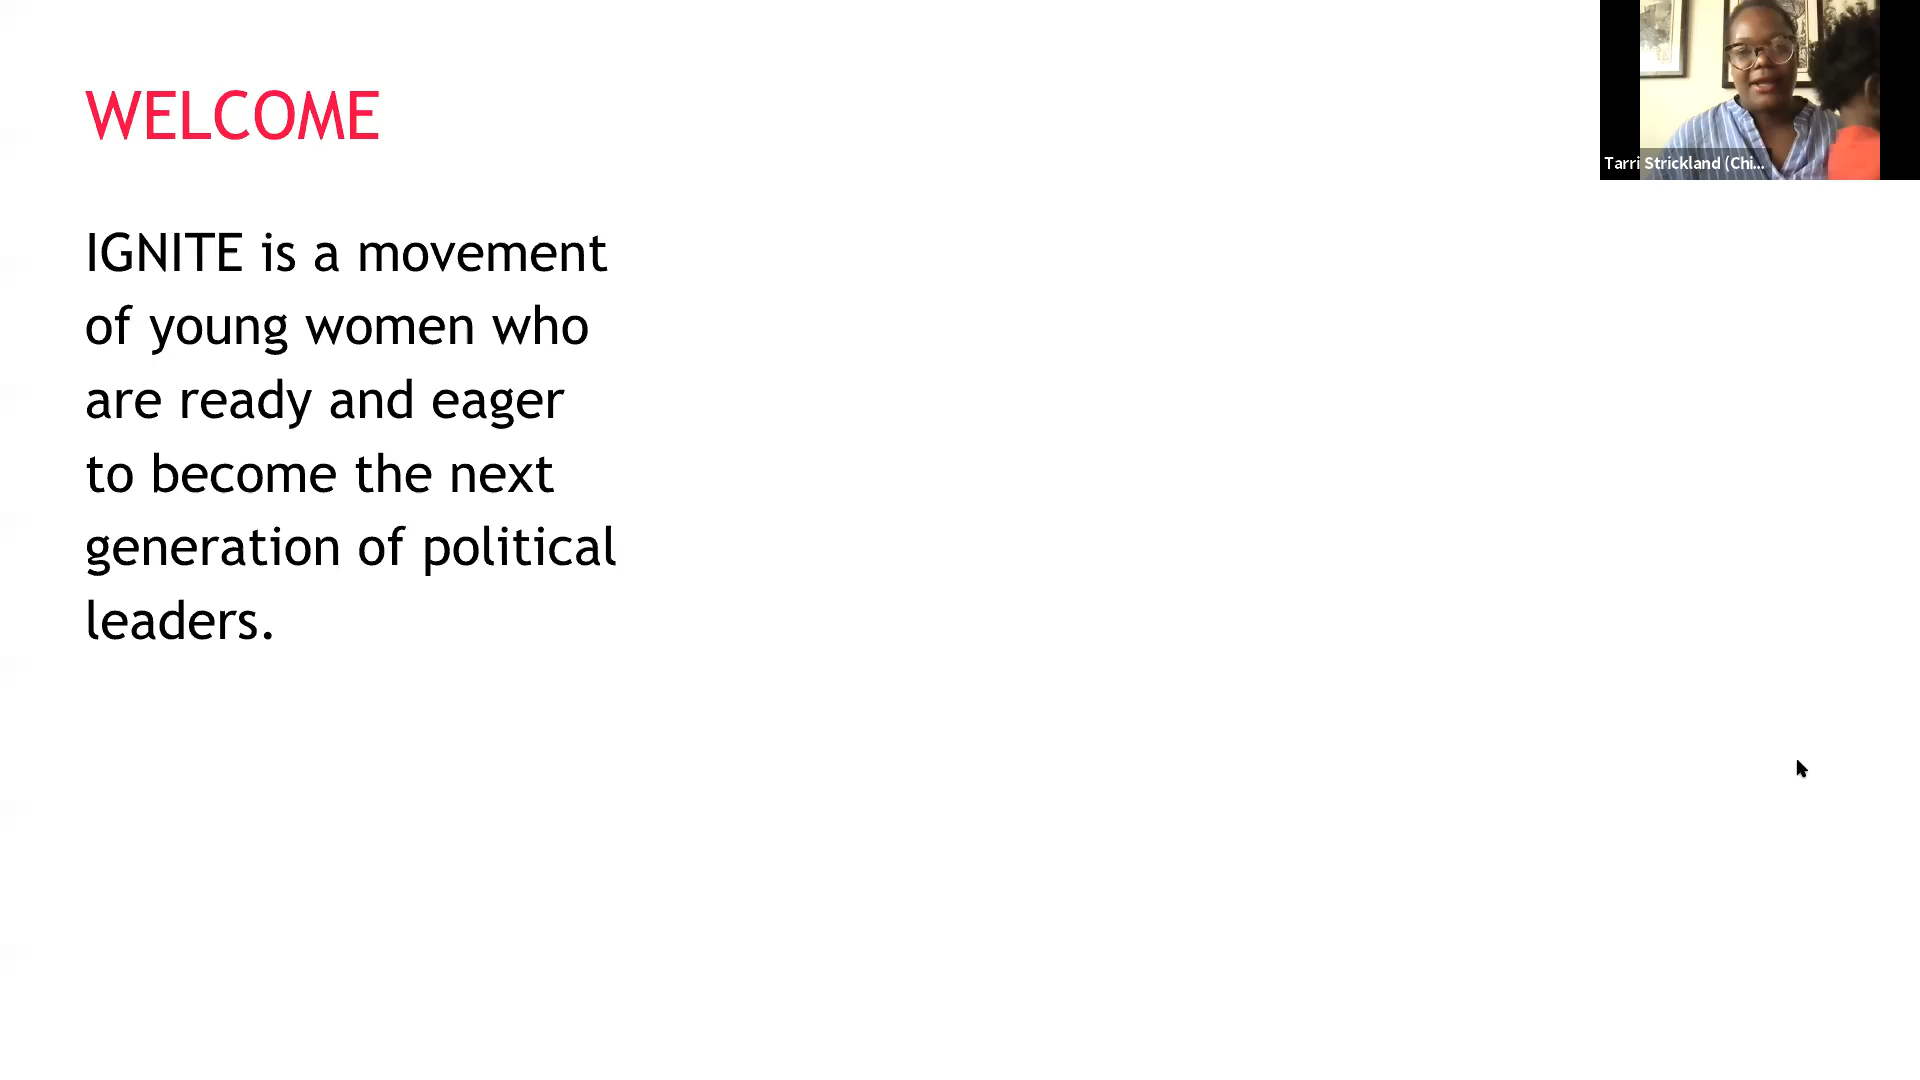 WELCOME
IGNITE is a movement
of young women who
are ready and eager
to become the next
generation of political
leaders.
Tarri Strickland (Chi...